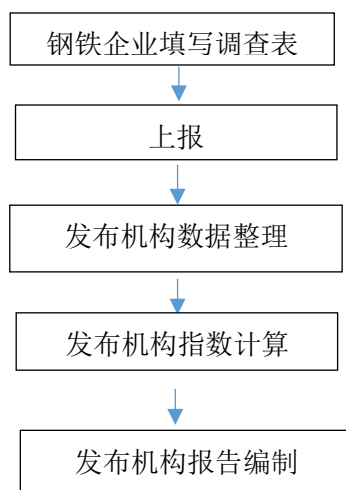 钢铁企业填写调查表
上报
发布机构数据整理
发布机构指数计算
发布机构报告编制